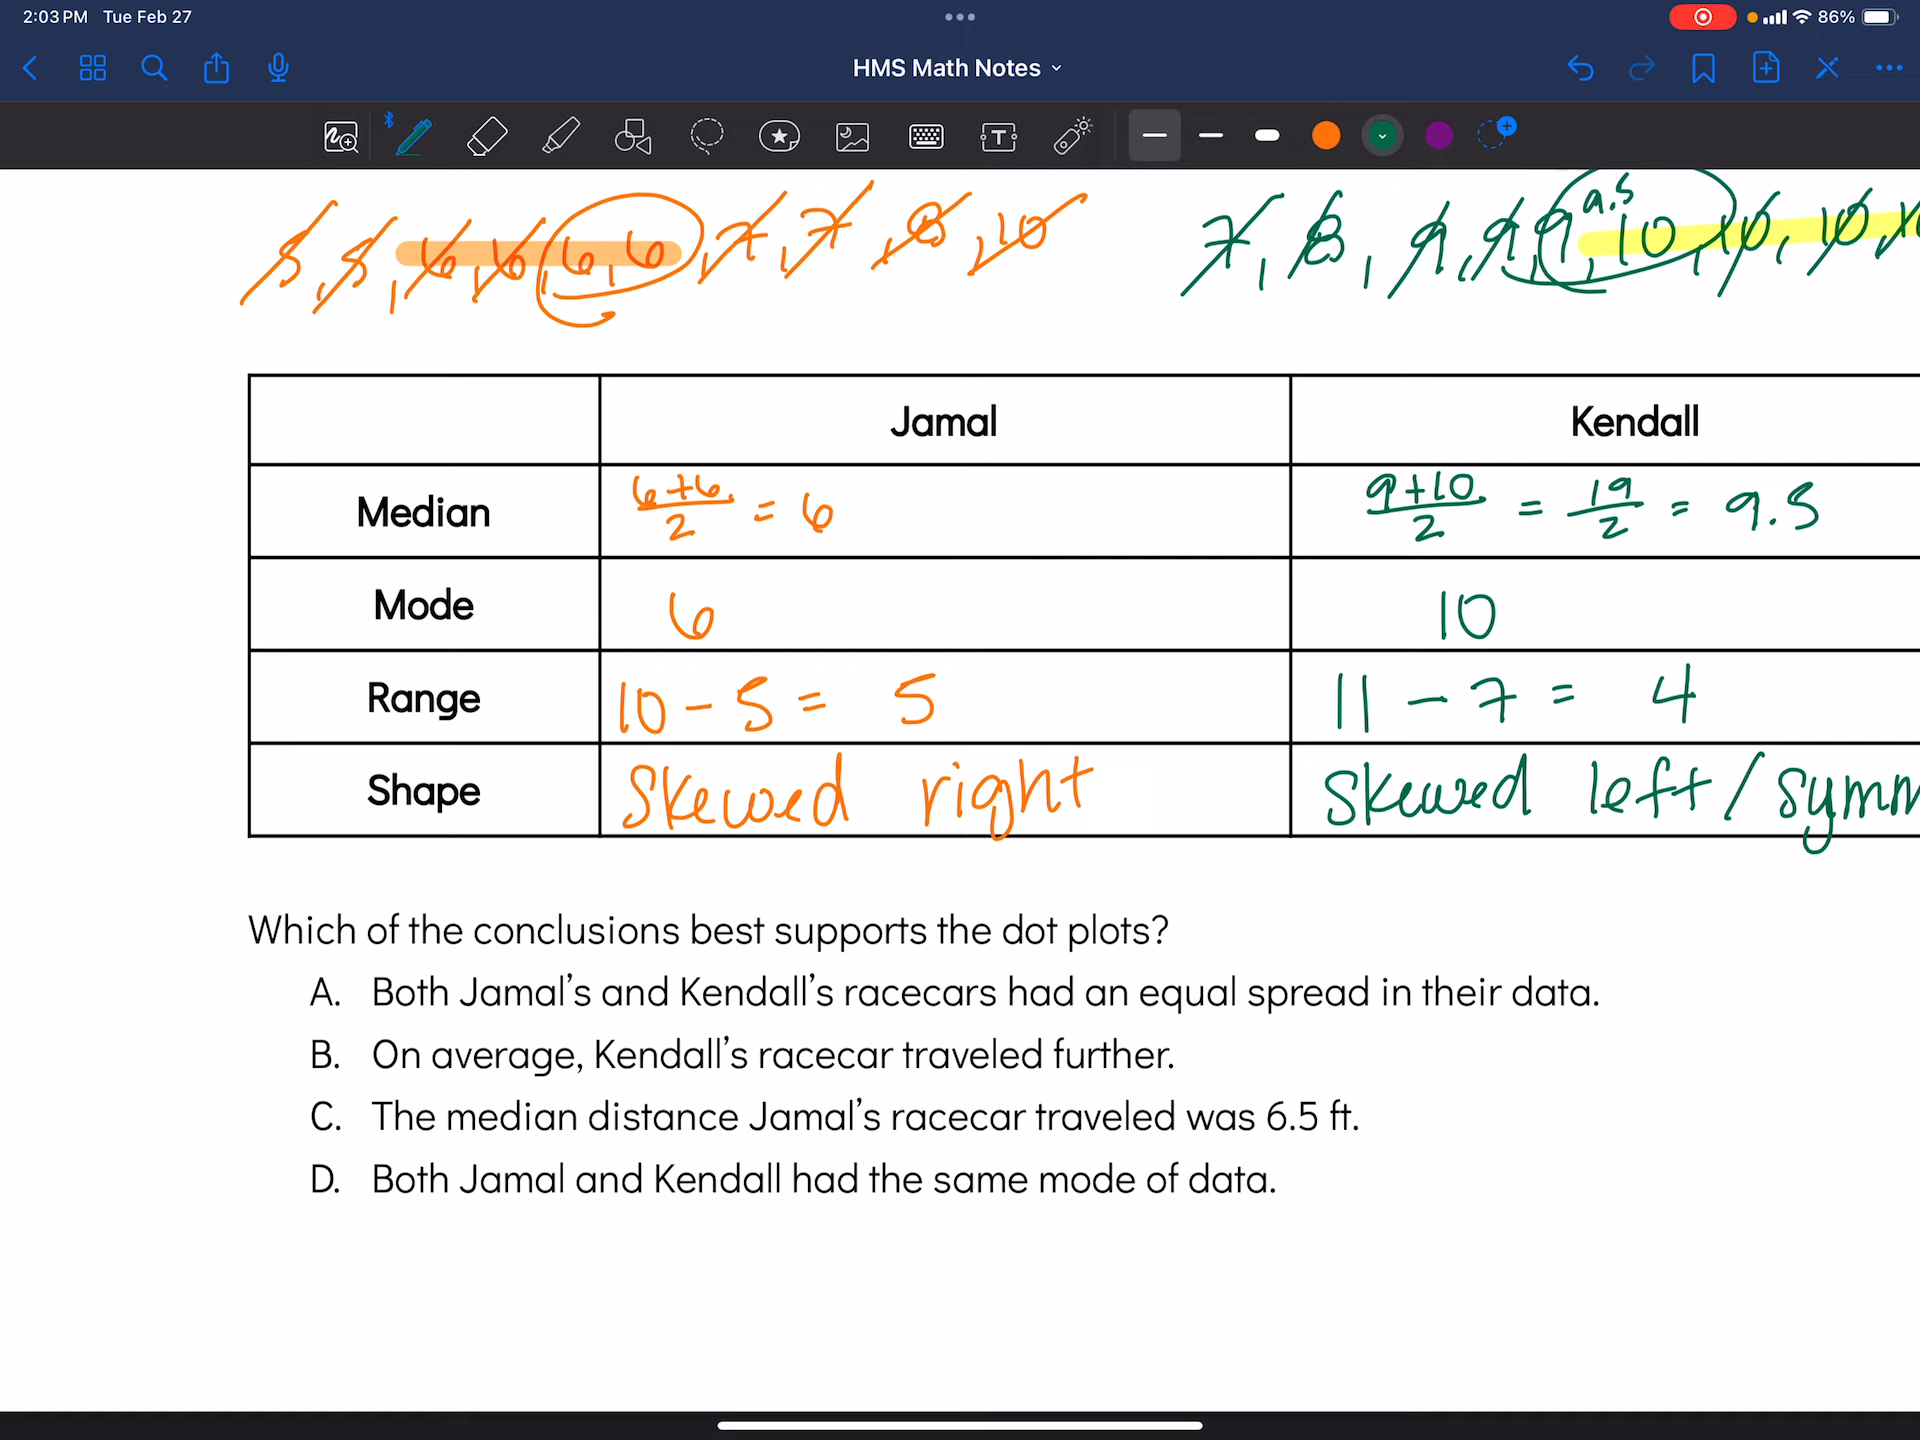 2:03 PM Tue Feb 27
86%
HMS Math Notes
5, 5, 6, 6, 6, 6, 7, 7, 8, 10
9.5
7, 8, 9, 9, 9, 10, 10, 10,
Jamal Kendall
Median 6+6/2 = 6 9+10/2 = 19/2 = 9.5
Mode 6 10
Range 10 - 5 = 5 11 - 7 = 4
Shape Skewed right Skewed left / symm
Which of the conclusions best supports the dot plots?
A. Both Jamal's and Kendall's racecars had an equal spread in their data.
B. On average, Kendall's racecar traveled further.
C. The median distance Jamal's racecar traveled was 6.5 ft.
D. Both Jamal and Kendall had the same mode of data.